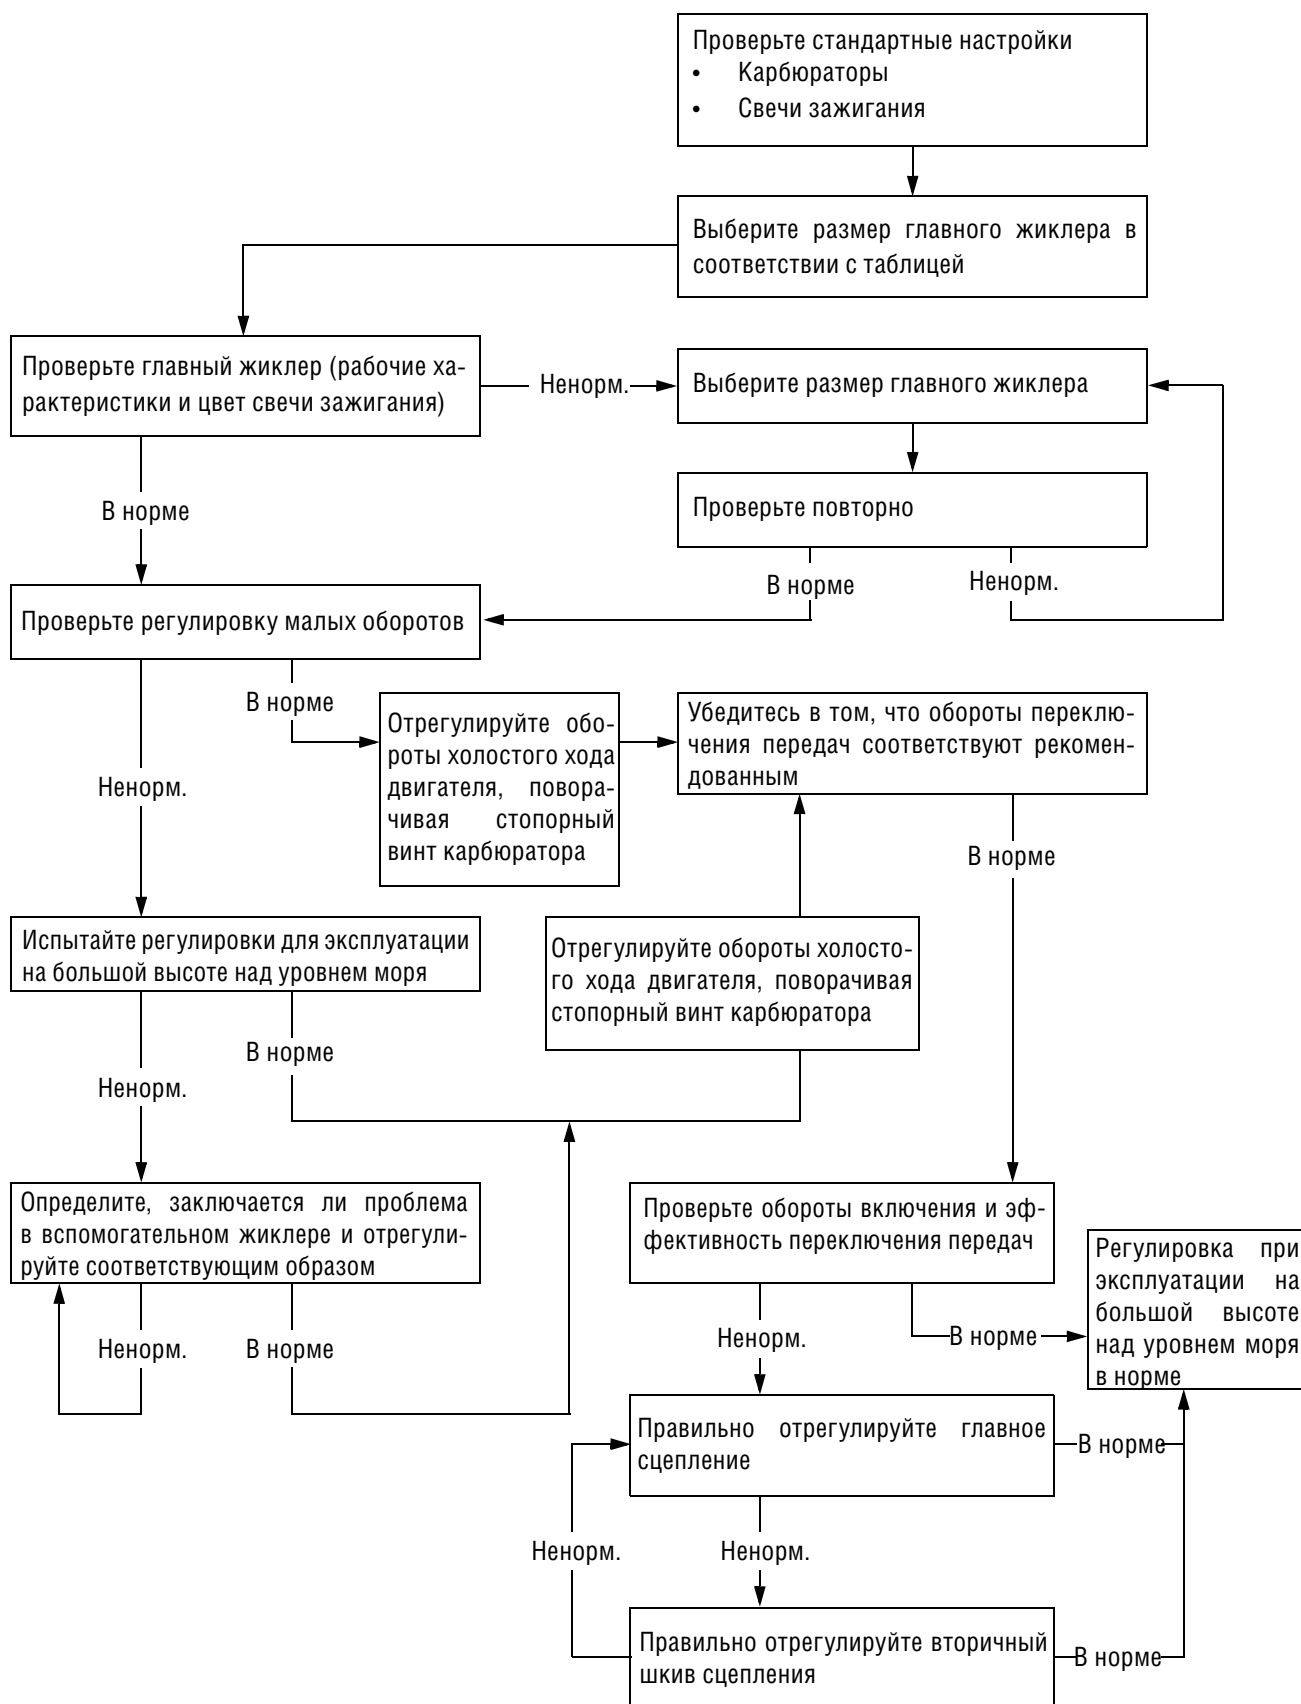 Проверьте стандартные настройки
• Карбюраторы
• Свечи зажигания
Выберите размер главного жиклера в
соответствии с таблицей
Проверьте главный жиклер (рабочие ха-
рактеристики и цвет свечи зажигания)
Ненорм.
Выберите размер главного жиклера
В норме
Проверьте повторно
В норме
Ненорм.
Проверьте регулировку малых оборотов
В норме
Отрегулируйте обо-
роты холостого хода
двигателя, повора-
чивая стопорный
винт карбюратора
Убедитесь в том, что обороты переклю-
чения передач соответствуют рекомен-
дованным
Ненорм.
В норме
Испытайте регулировки для эксплуатации
на большой высоте над уровнем моря
Отрегулируйте обороты холосто-
го хода двигателя, поворачивая
стопорный винт карбюратора
В норме
Ненорм.
Определите, заключается ли проблема
в вспомогательном жиклере и отрегули-
руйте соответствующим образом
Проверьте обороты включения и эф-
фективность переключения передач
Регулировка при
эксплуатации на
большой высоте
над уровнем моря
в норме
Ненорм.
В норме
Ненорм.
В норме
Правильно отрегулируйте главное
сцепление
В норме
Ненорм.
Ненорм.
Правильно отрегулируйте вторичный
шкив сцепления
В норме